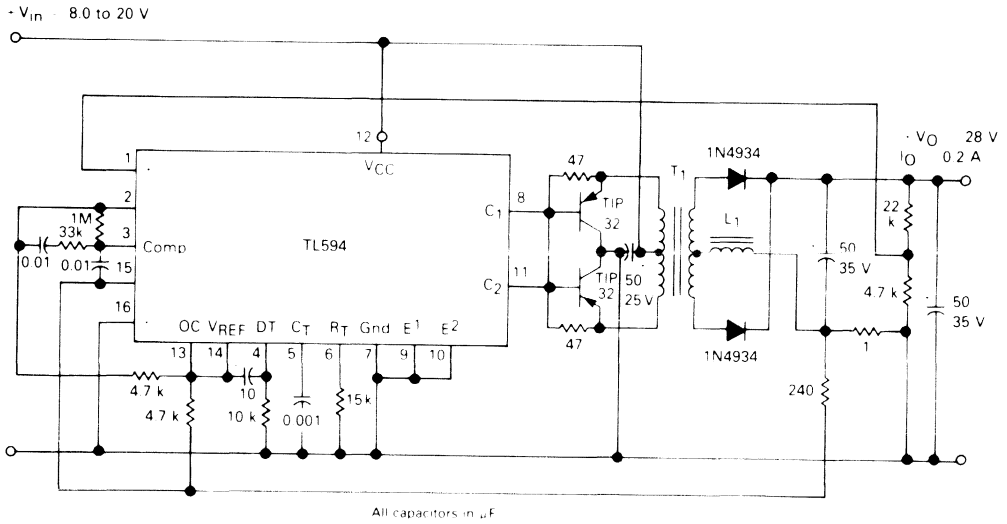 + Vin - 8.0 to 20 V
12
VCC
1
2
3
15
16
1M
33k
0.01
0.01
Comp
TL594
C1
8
C2
11
47
47
TIP
32
TIP
32
50
25 V
T1
1N4934
1N4934
L1
· VO 28 V
IO 0.2 A
22
k
4.7 k
50
35 V
50
35 V
1
240
OC VREF DT CT RT Gnd E1 E2
13 14 4 5 6 7 9 10
4.7 k
4.7 k
10
10 k
0.001
15k
All capacitors in μF